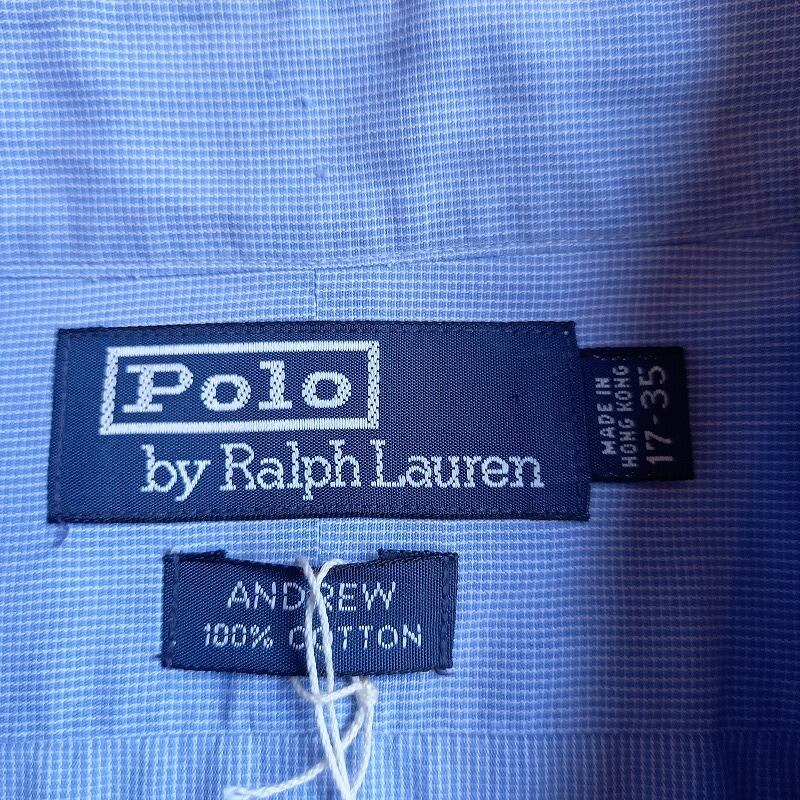 Polo
by Ralph Lauren
MADE IN
HONG KONG
17-35
ANDREW
100% COTTON